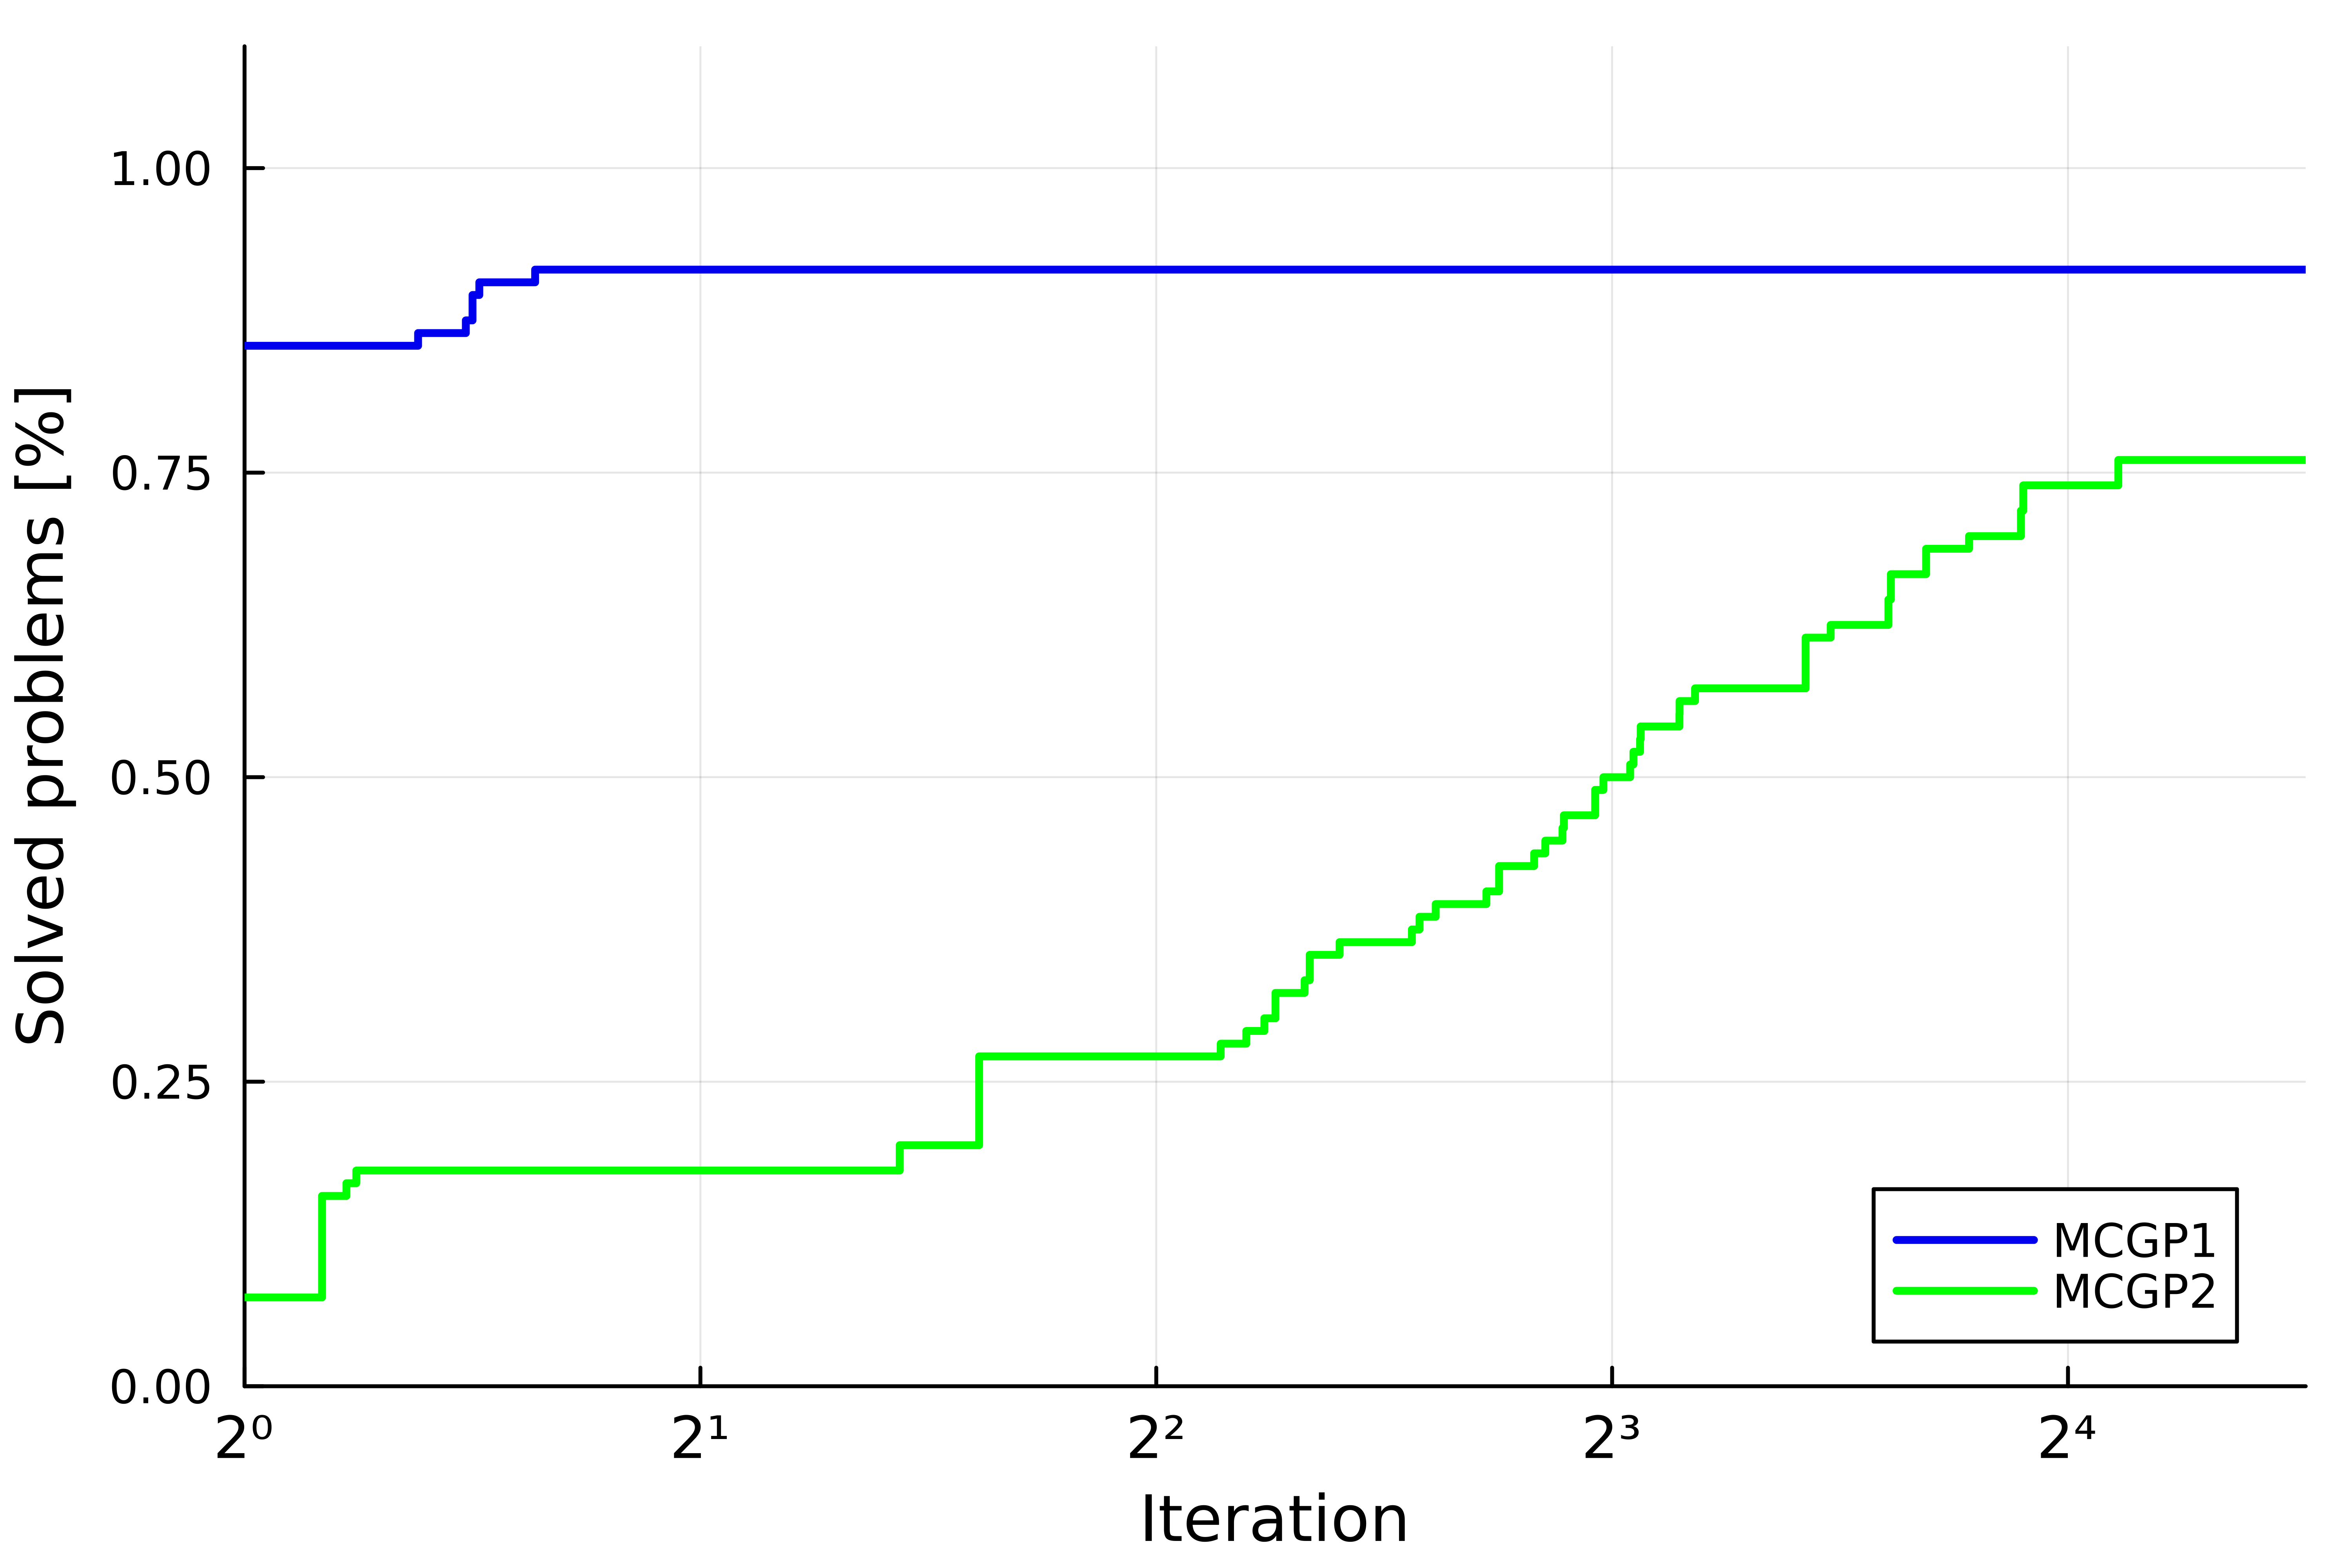 Solved problems [%]
1.00
0.75
0.50
0.25
0.00
2⁰
2¹
2²
2³
2⁴
Iteration
MCGP1
MCGP2